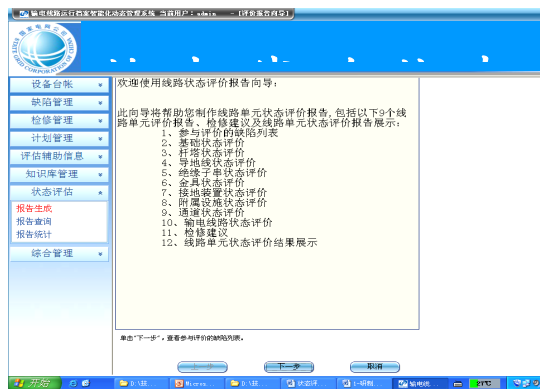 输电线路运行档案智能化动态管理系统 当前用户：admin - [评价报告向导]
设备台帐
缺陷管理
检修管理
计划管理
评估辅助信息
知识库管理
状态评估
报告生成
报告查询
报告统计
综合管理
欢迎使用线路状态评价报告向导：
此向导将帮助您制作线路单元状态评价报告，包括以下9个线
路单元评价报告、检修建议及线路单元状态评价报告展示：
1、参与评价的缺陷列表
2、基础状态评价
3、杆塔状态评价
4、导地线状态评价
5、绝缘子串状态评价
6、金具状态评价
7、接地装置状态评价
8、附属设施状态评价
9、通道状态评价
10、输电线路状态评价
11、检修建议
12、线路单元状态评价结果展示
单击"下一步"，查看参与评价的缺陷列表。
上一步
下一步
取消
开始
21℃